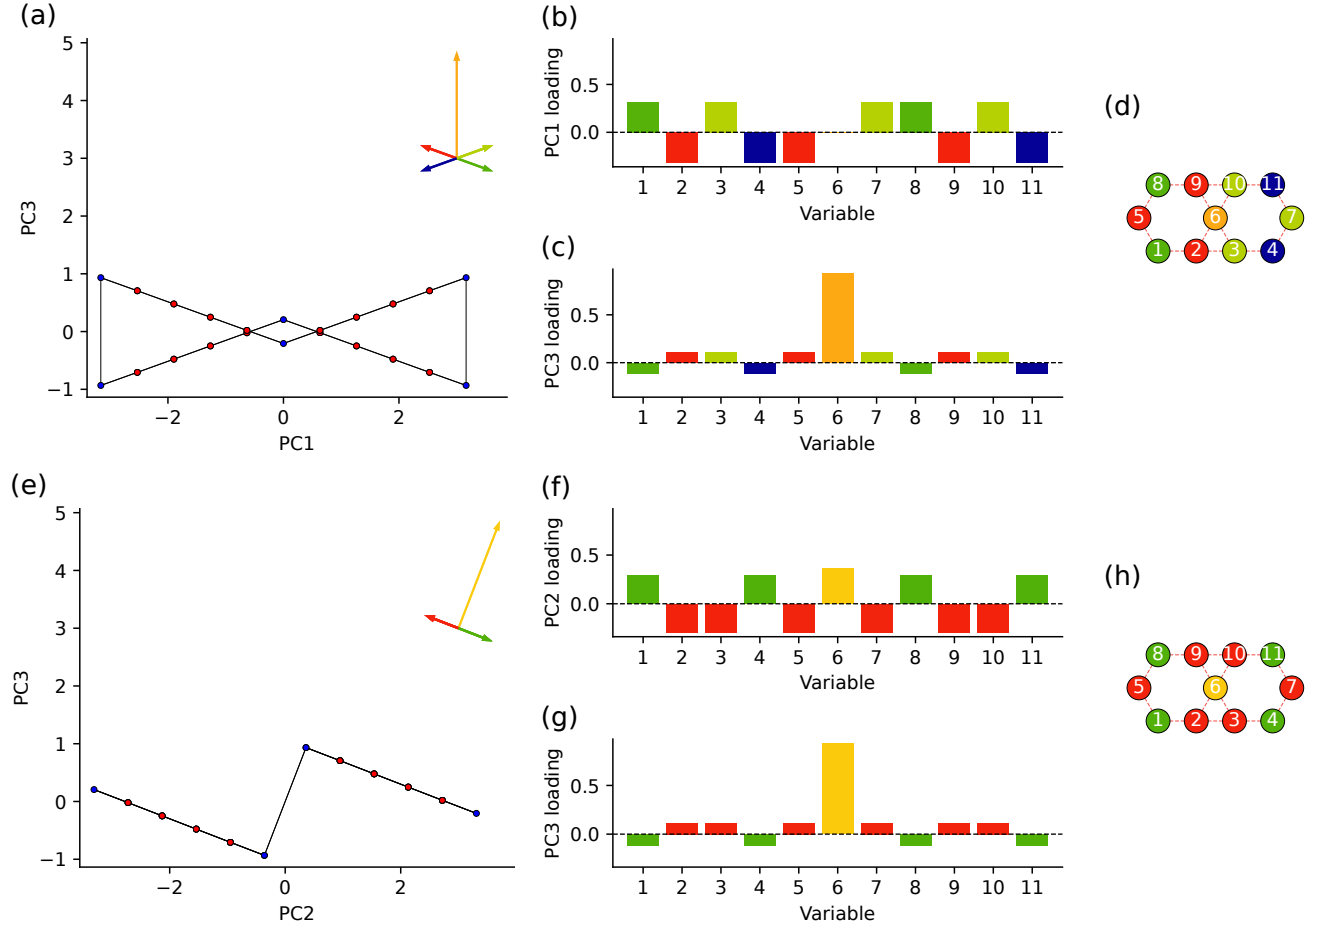 (a)
5
4
3
2
1
0
−1
PC3
−2 0 2
PC1
(b)
0.5
0.0
PC1 loading
1 2 3 4 5 6 7 8 9 10 11
Variable
(c)
0.5
0.0
PC3 loading
1 2 3 4 5 6 7 8 9 10 11
Variable
(d)
8 9 10 11
5 6 7
1 2 3 4
(e)
5
4
3
2
1
0
−1
PC3
−2 0 2
PC2
(f)
0.5
0.0
PC2 loading
1 2 3 4 5 6 7 8 9 10 11
Variable
(g)
0.5
0.0
PC3 loading
1 2 3 4 5 6 7 8 9 10 11
Variable
(h)
8 9 10 11
5 6 7
1 2 3 4